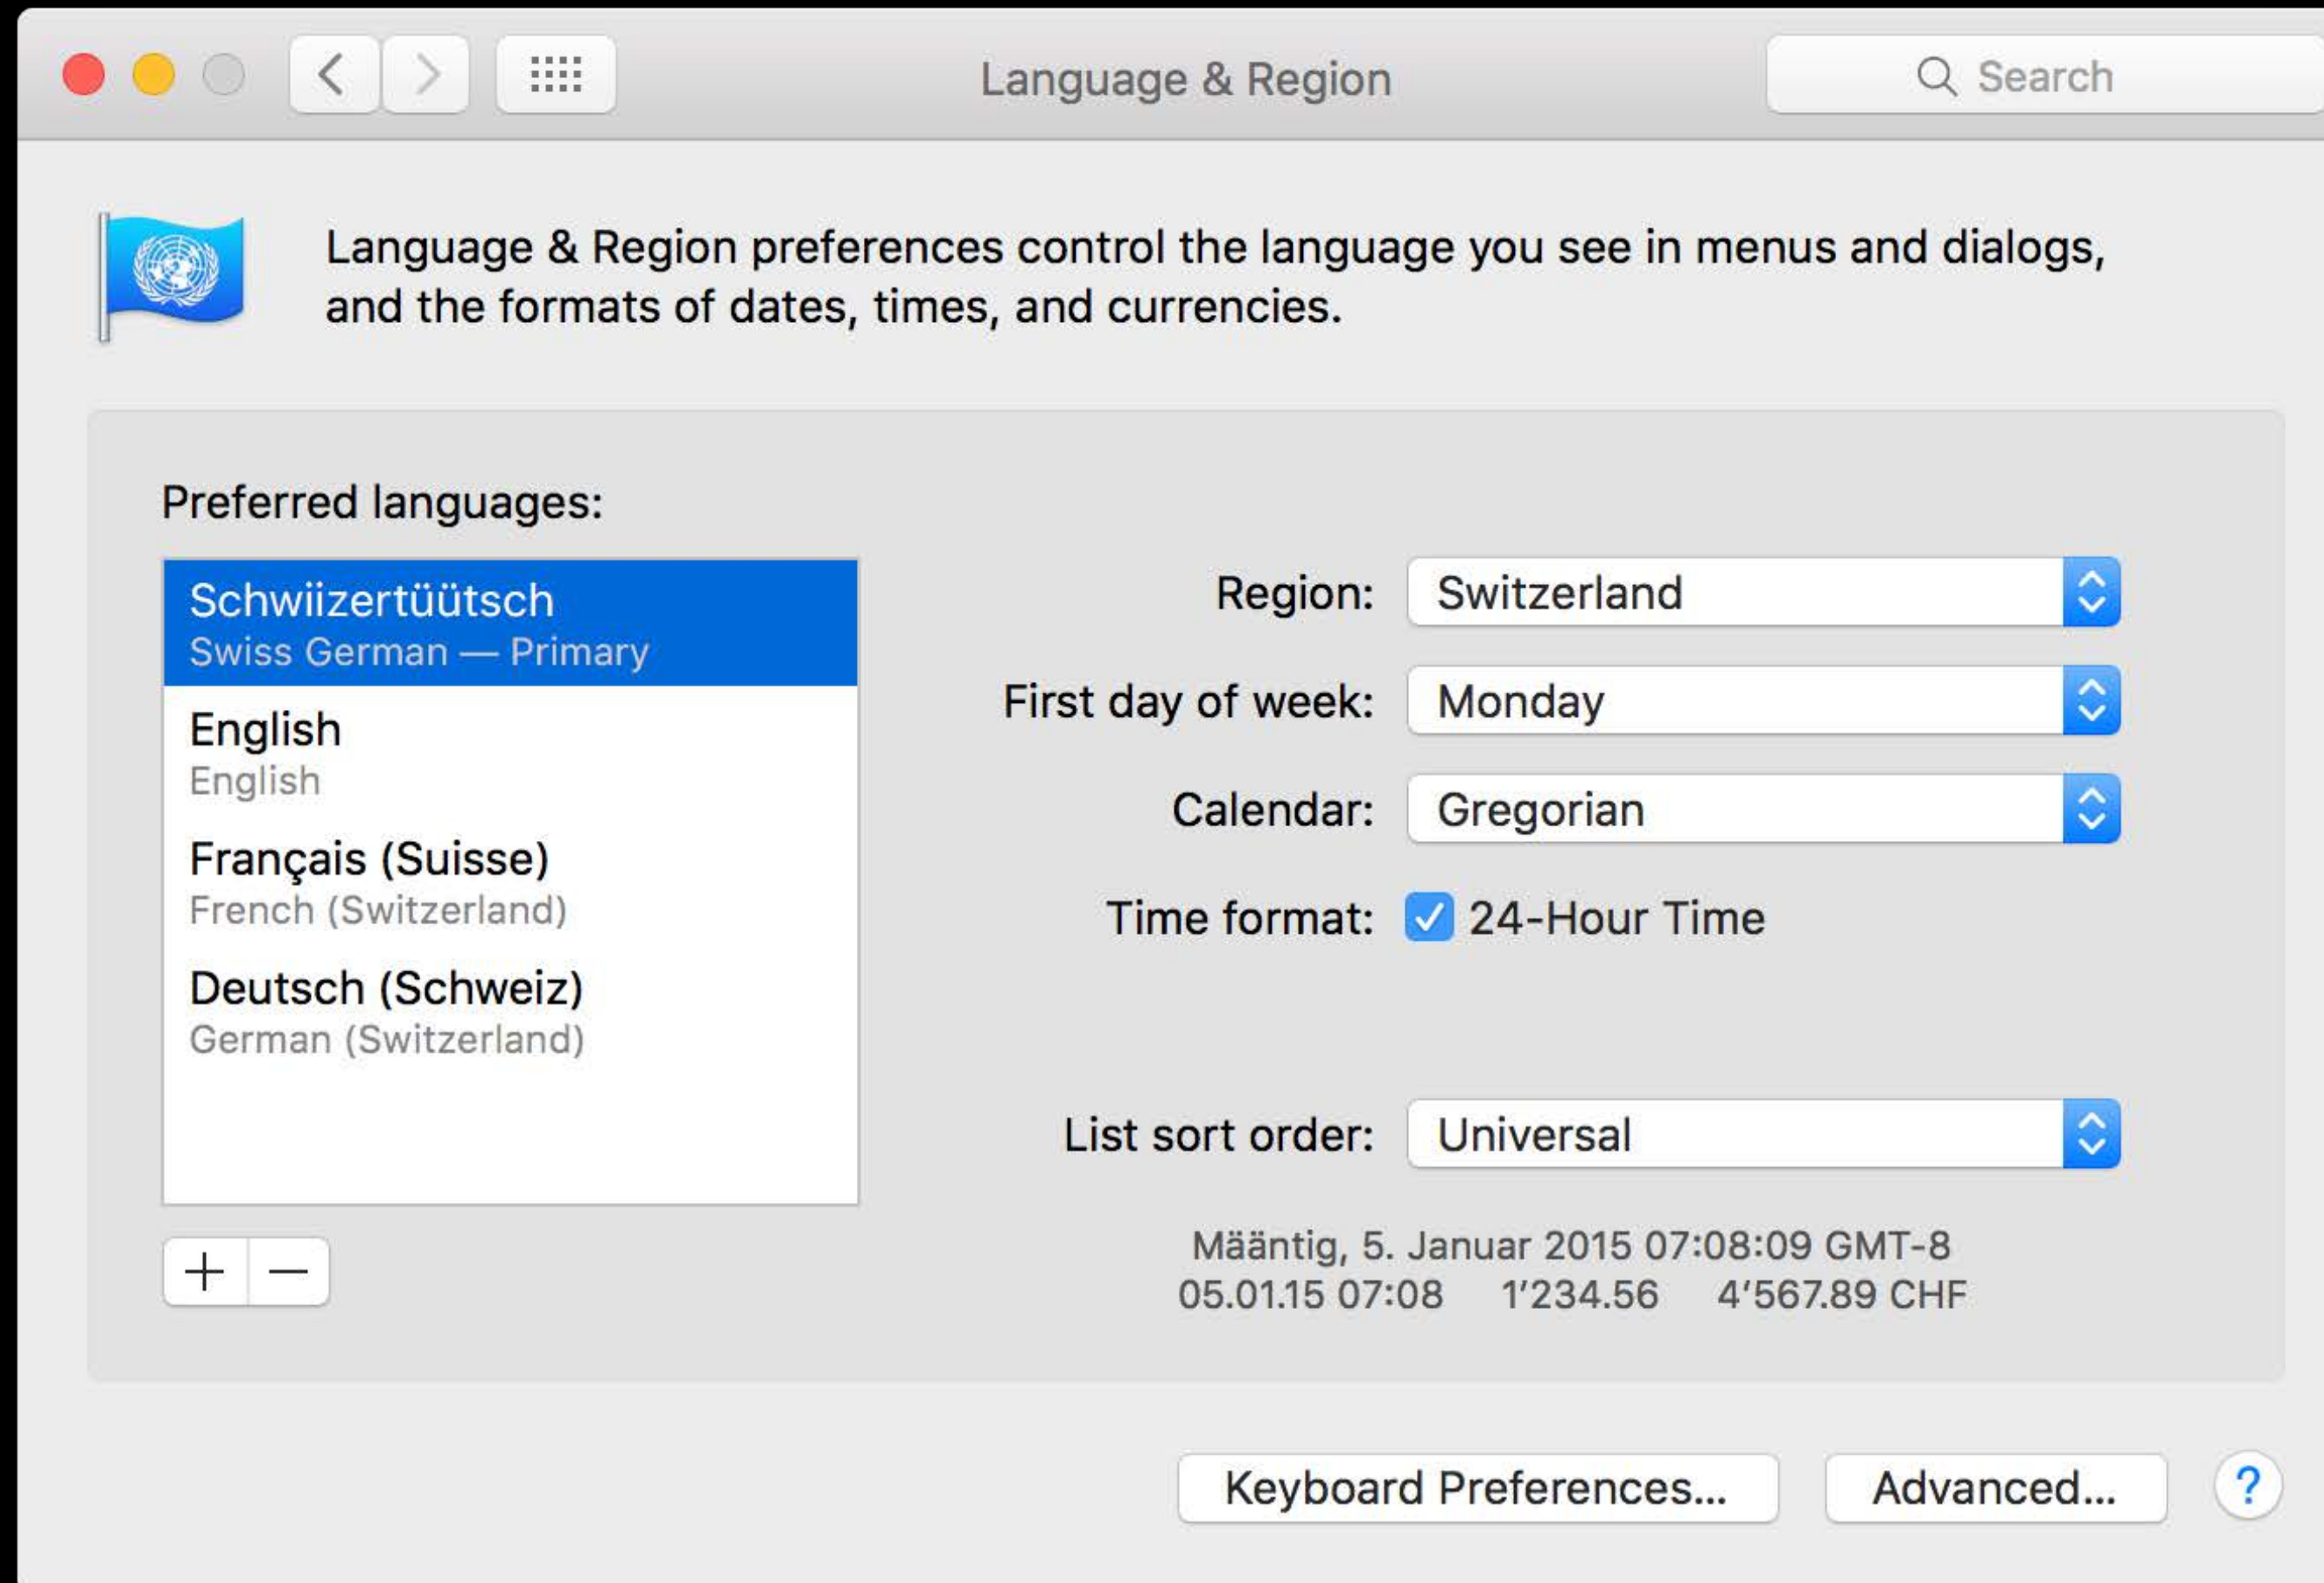 Language & Region
Search
Language & Region preferences control the language you see in menus and dialogs,
and the formats of dates, times, and currencies.
Preferred languages:
Schwiizertüütsch
Swiss German — Primary
English
English
Français (Suisse)
French (Switzerland)
Deutsch (Schweiz)
German (Switzerland)
Region: Switzerland
First day of week: Monday
Calendar: Gregorian
Time format: 24-Hour Time
List sort order: Universal
Määntig, 5. Januar 2015 07:08:09 GMT-8
05.01.15 07:08 1’234.56 4’567.89 CHF
Keyboard Preferences... Advanced... ?